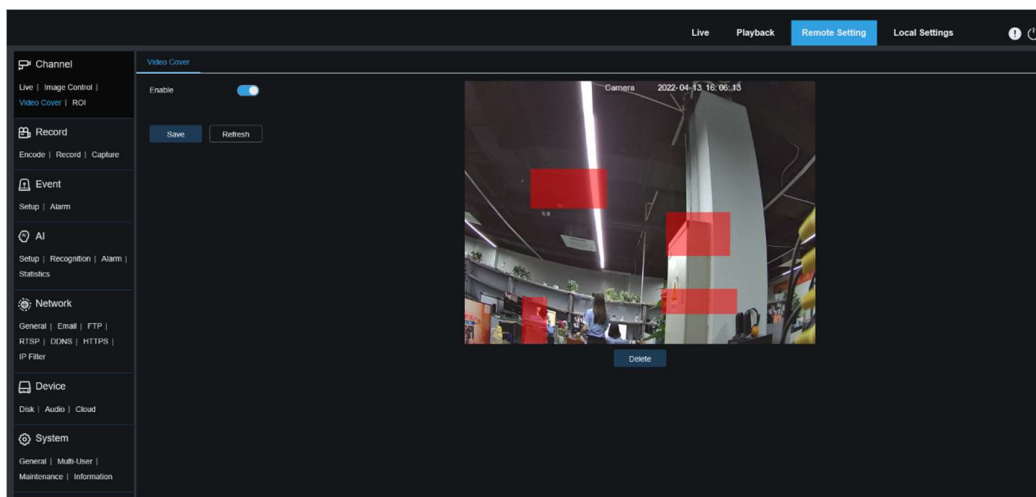 Live Playback Remote Setting Local Settings
Channel
Live | Image Control |
Video Cover | ROI
Record
Encode | Record | Capture
Event
Setup | Alarm
AI
Setup | Recognition | Alarm |
Statistics
Network
General | Email | FTP |
RTSP | DDNS | HTTPS |
IP Filter
Device
Disk | Audio | Cloud
System
General | Multi-User |
Maintenance | Information
Video Cover
Enable
Save Refresh
Camera 2022-04-13 16:06:13
Delete